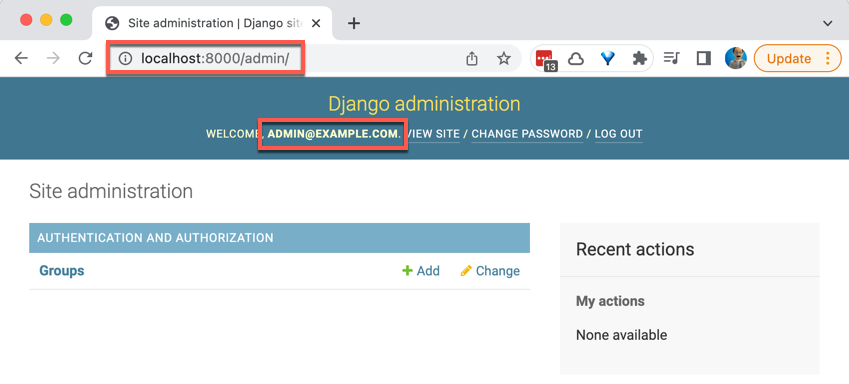 Site administration | Django sit
localhost:8000/admin/
13
Update
Django administration
WELCOME, ADMIN@EXAMPLE.COM. VIEW SITE / CHANGE PASSWORD / LOG OUT
Site administration
AUTHENTICATION AND AUTHORIZATION
Groups Add Change
Recent actions
My actions
None available